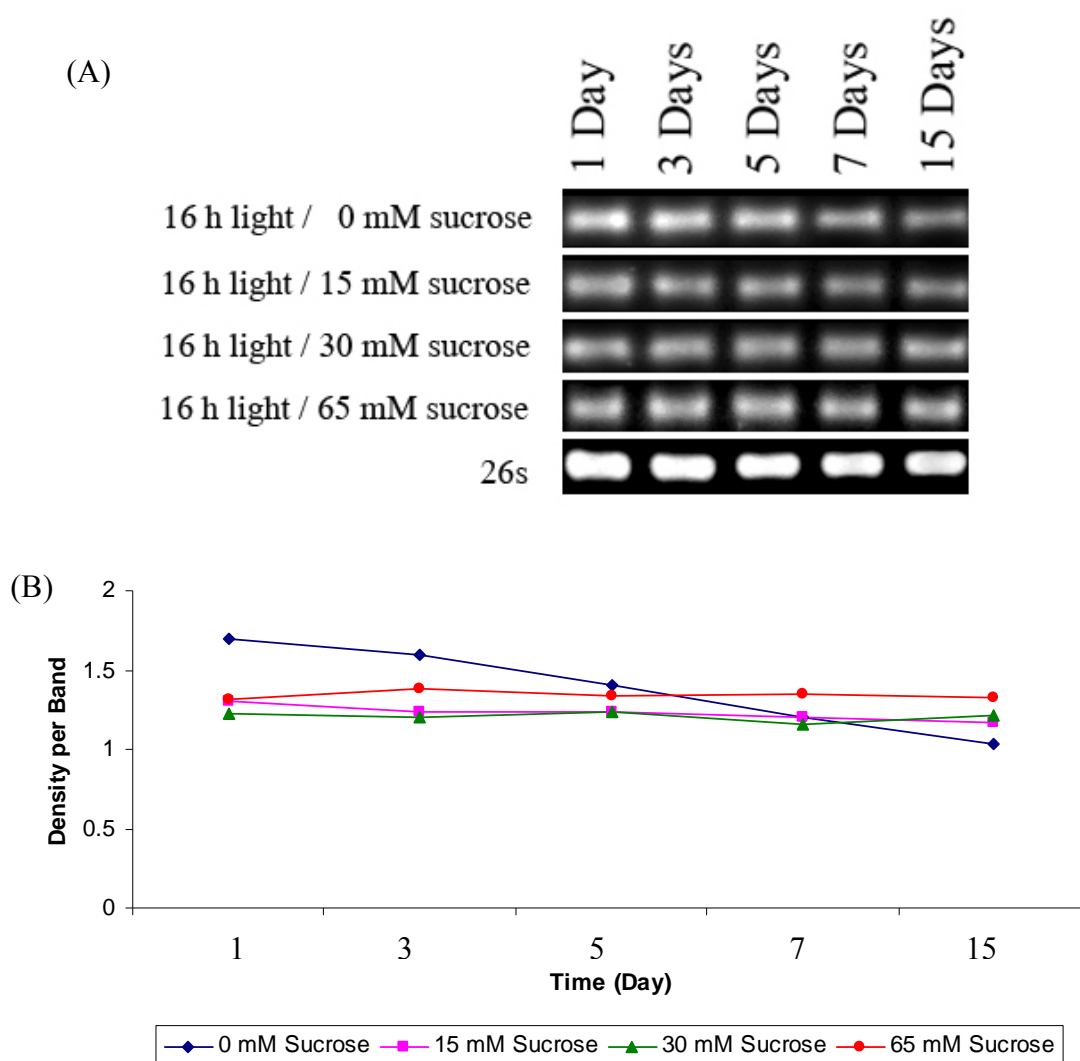 (A)
1 Day
3 Days
5 Days
7 Days
15 Days
16 h light / 0 mM sucrose
16 h light / 15 mM sucrose
16 h light / 30 mM sucrose
16 h light / 65 mM sucrose
26s
(B)
2
1.5
1
0.5
0
Density per Band
1 3 5 7 15
Time (Day)
0 mM Sucrose 15 mM Sucrose 30 mM Sucrose 65 mM Sucrose